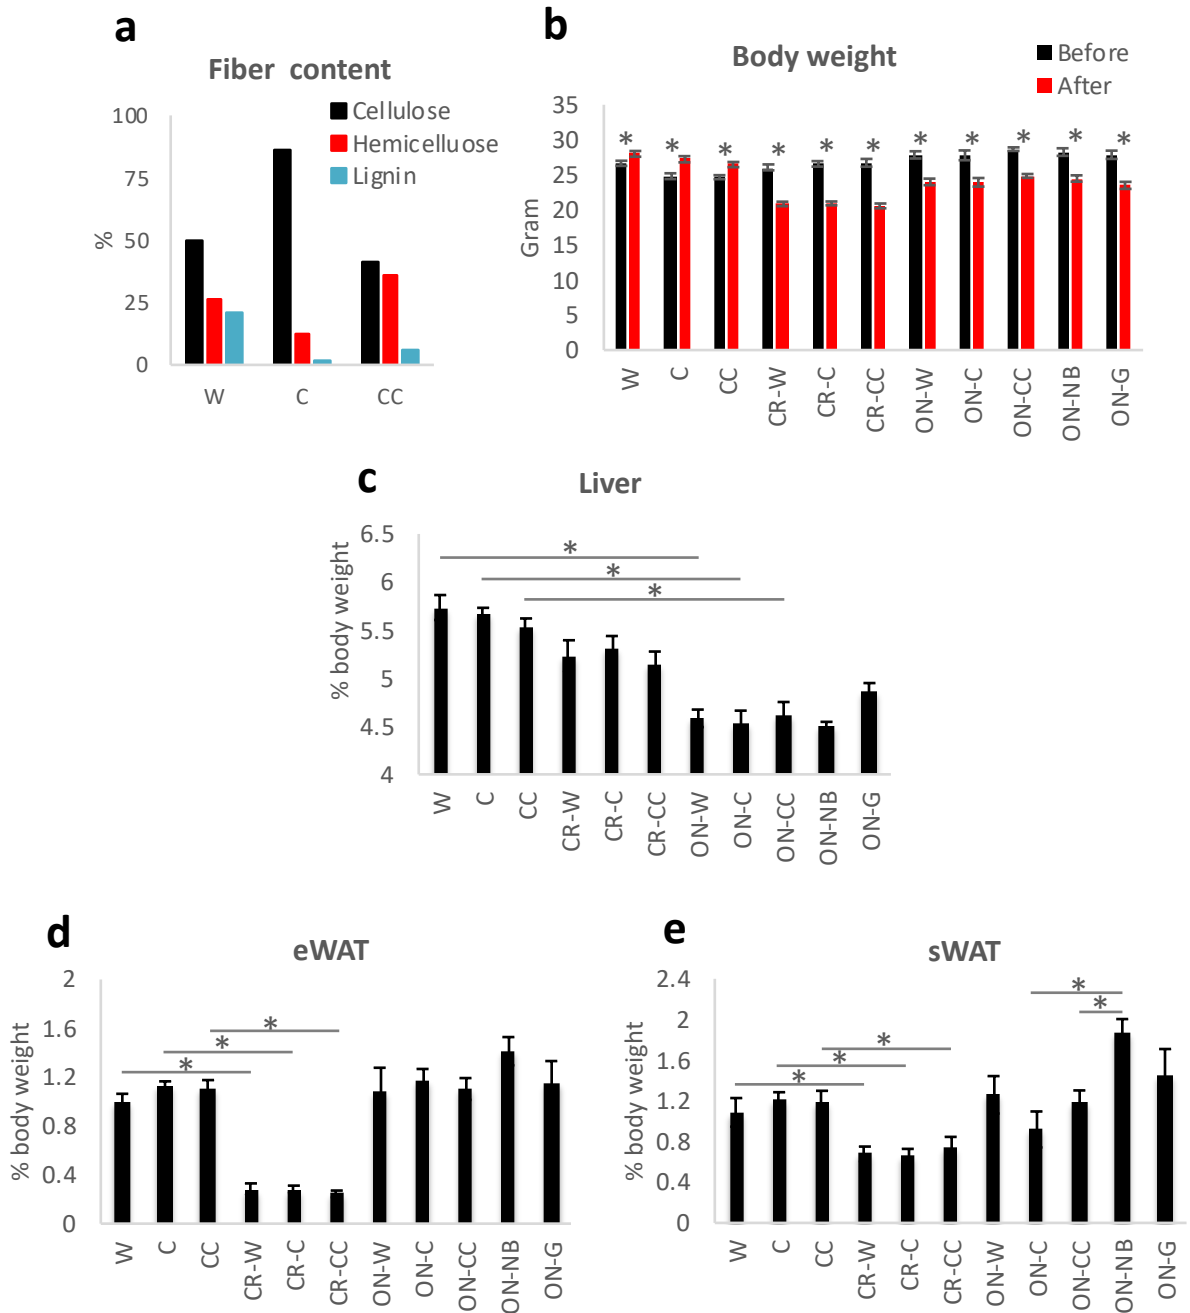 a
Fiber content
Cellulose
Hemicelluose
Lignin
%
100
75
50
25
0
W C CC
b
Body weight
Before
After
Gram
35
30
25
20
15
10
5
0
* * * * * * * * * * *
W C CC CR-W CR-C CR-CC ON-W ON-C ON-CC ON-NB ON-G
c
Liver
% body weight
6.5
6
5.5
5
4.5
4
*
*
*
W C CC CR-W CR-C CR-CC ON-W ON-C ON-CC ON-NB ON-G
d
eWAT
% body weight
2
1.6
1.2
0.8
0.4
0
*
*
*
W C CC CR-W CR-C CR-CC ON-W ON-C ON-CC ON-NB ON-G
e
sWAT
% body weight
2.4
2
1.6
1.2
0.8
0.4
0
*
*
*
*
*
W C CC CR-W CR-C CR-CC ON-W ON-C ON-CC ON-NB ON-G